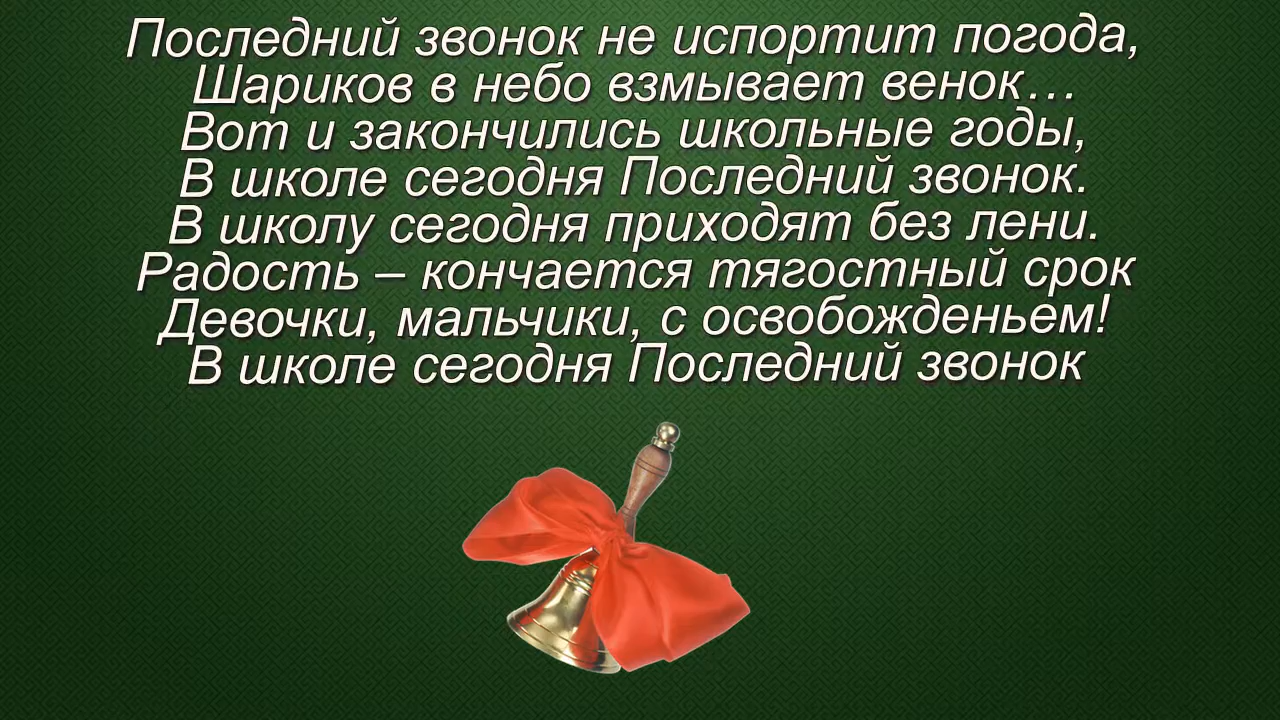 Последний звонок не испортит погода,
Шариков в небо взмывает венок…
Вот и закончились школьные годы,
В школе сегодня Последний звонок.
В школу сегодня приходят без лени.
Радость – кончается тягостный срок
Девочки, мальчики, с освобожденьем!
В школе сегодня Последний звонок